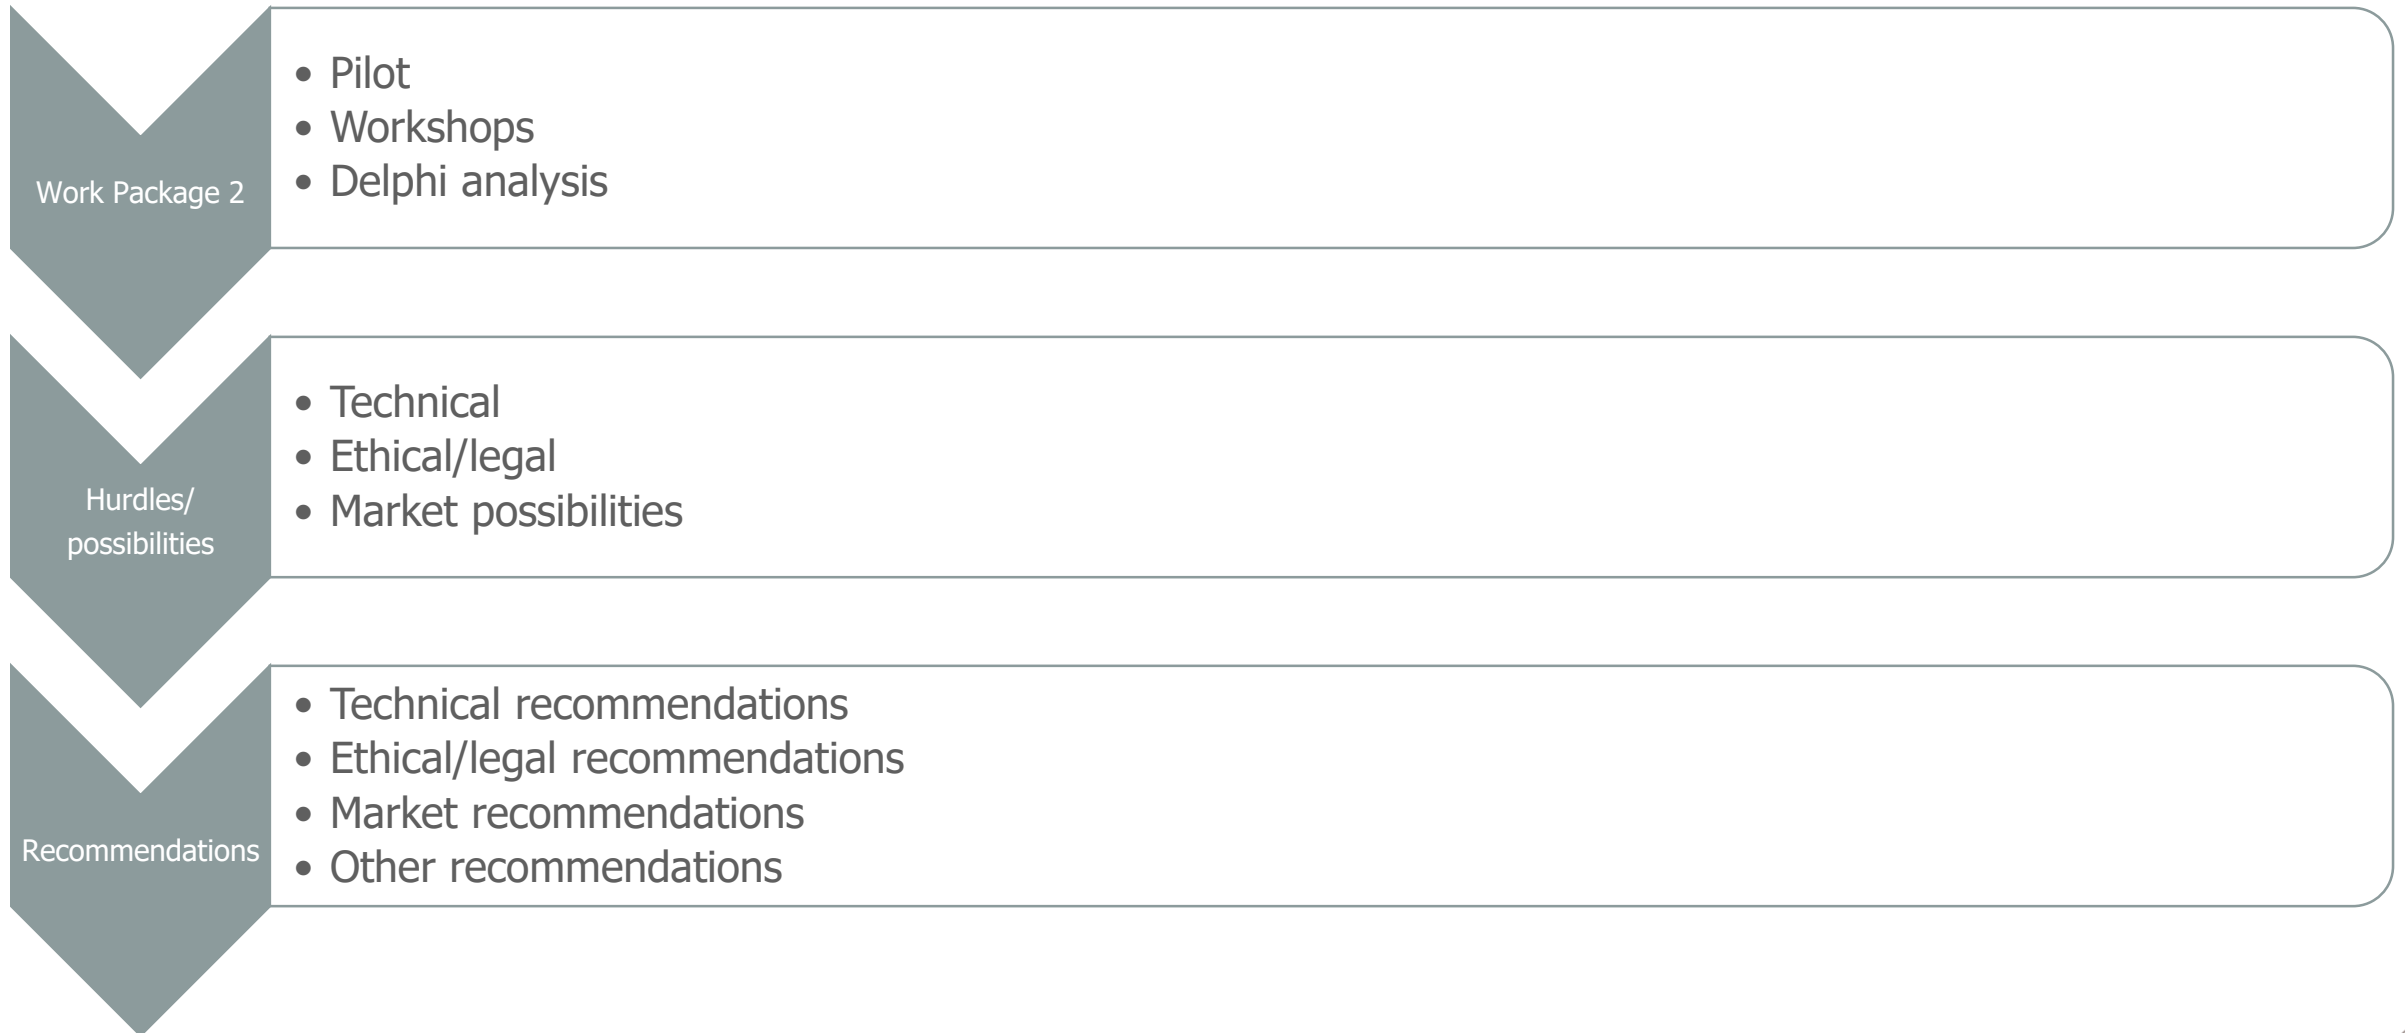 Work Package 2
• Pilot
• Workshops
• Delphi analysis
Hurdles/
possibilities
• Technical
• Ethical/legal
• Market possibilities
Recommendations
• Technical recommendations
• Ethical/legal recommendations
• Market recommendations
• Other recommendations